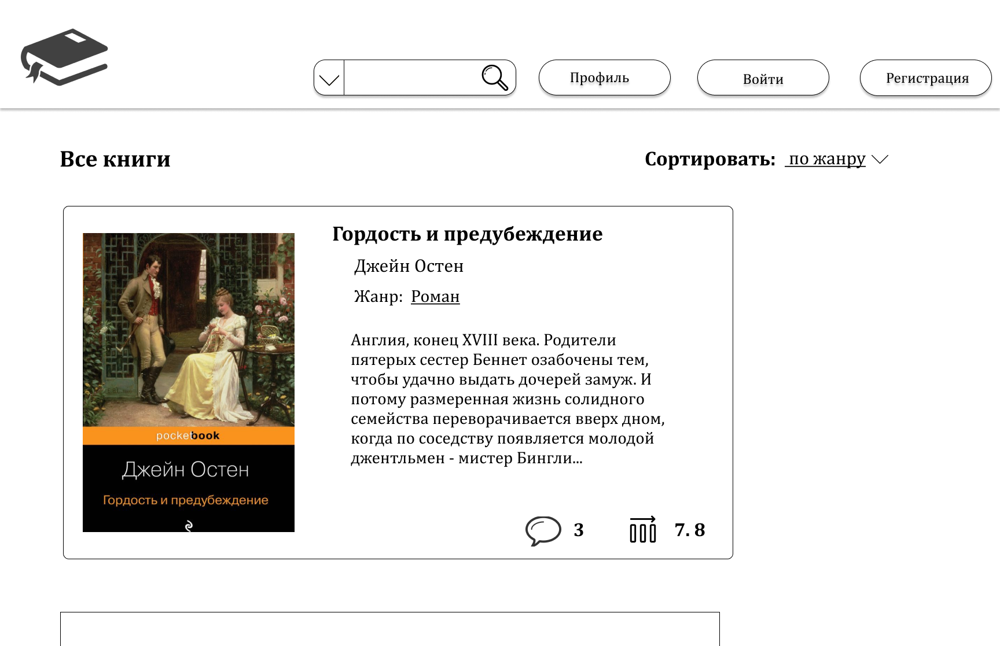 Профиль
Войти
Регистрация
Все книги
Сортировать: по жанру
Гордость и предубеждение
Джейн Остен
Жанр: Роман
Англия, конец XVIII века. Родители
пятерых сестер Беннет озабочены тем,
чтобы удачно выдать дочерей замуж. И
потому размеренная жизнь солидного
семейства переворачивается вверх дном,
когда по соседству появляется молодой
джентльмен - мистер Бингли...
pocketbook
Джейн Остен
Гордость и предубеждение
3
7. 8